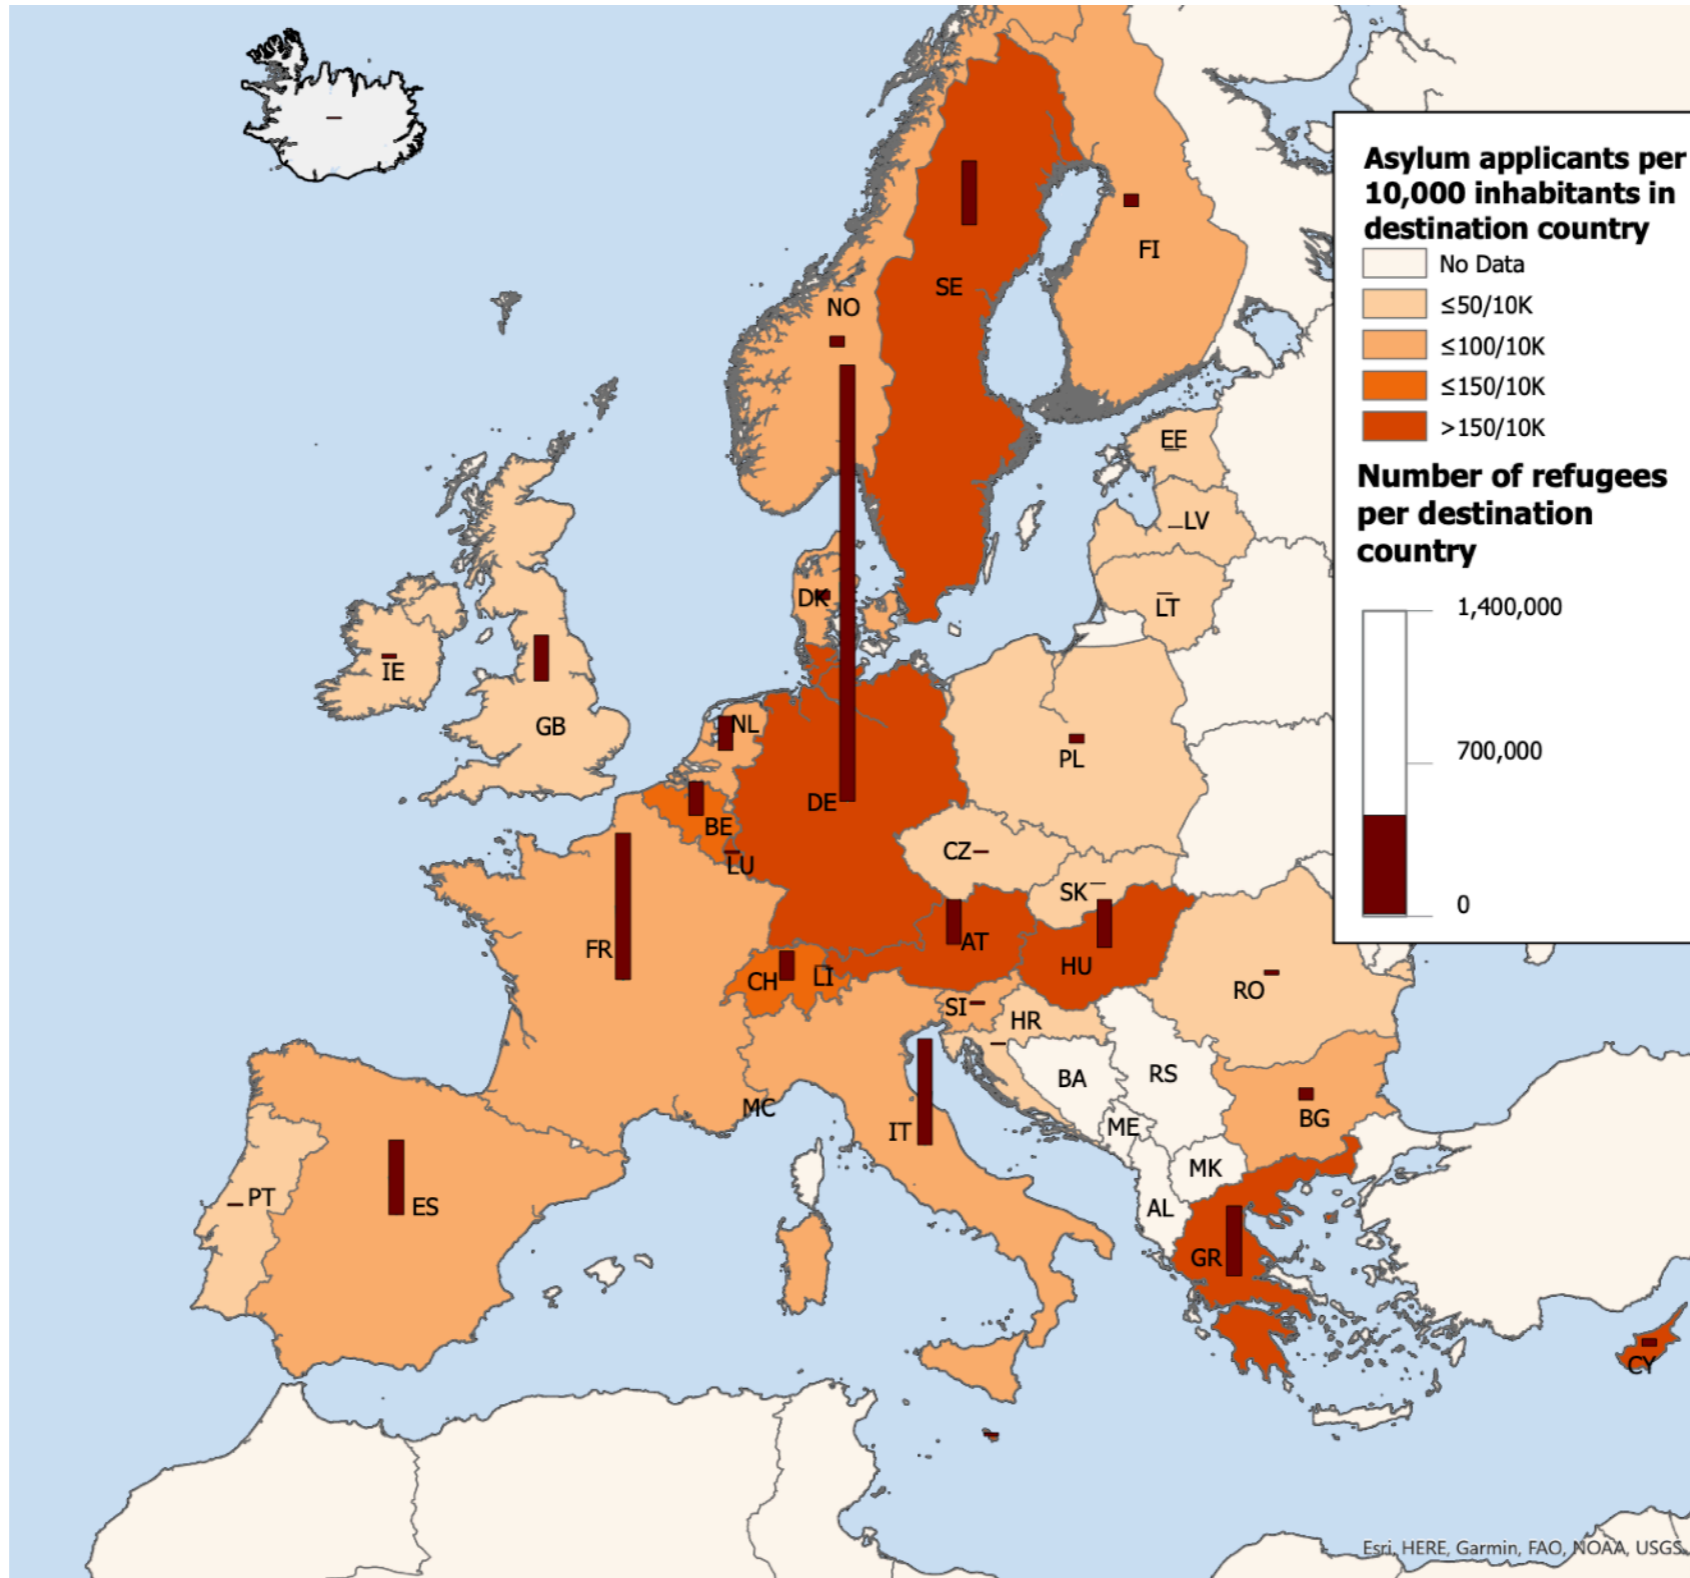 SE
FI
NO
EE
LV
LT
DK
IE
GB
NL
PL
DE
BE
LU
CZ
SK
FR
AT
HU
CH
LI
RO
SI
HR
BA
RS
MC
IT
ME
BG
MK
PT
ES
AL
GR
CY
Asylum applicants per
10,000 inhabitants in
destination country
No Data
≤50/10K
≤100/10K
≤150/10K
>150/10K
Number of refugees
per destination
country
1,400,000
700,000
0
Esri, HERE, Garmin, FAO, NOAA, USGS